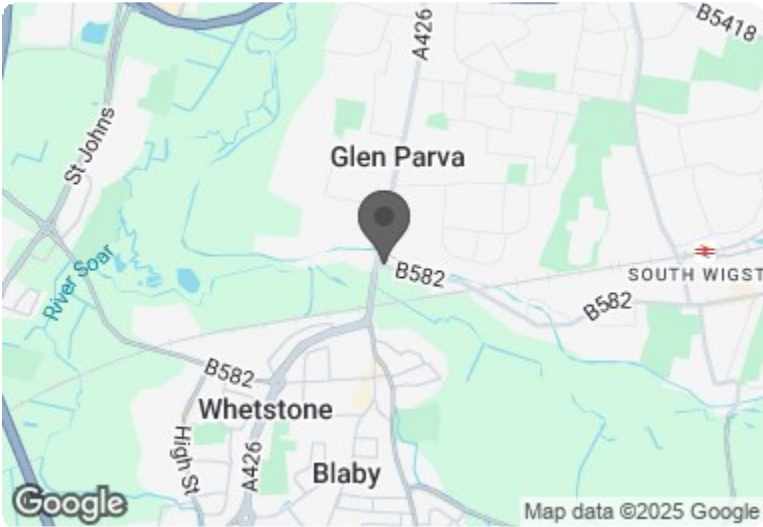 B5418
A426
St Johns
Glen Parva
River Soar
B582
SOUTH WIGST
B582
B582
Whetstone
High St
A426
Blaby
Google
Map data ©2025 Google